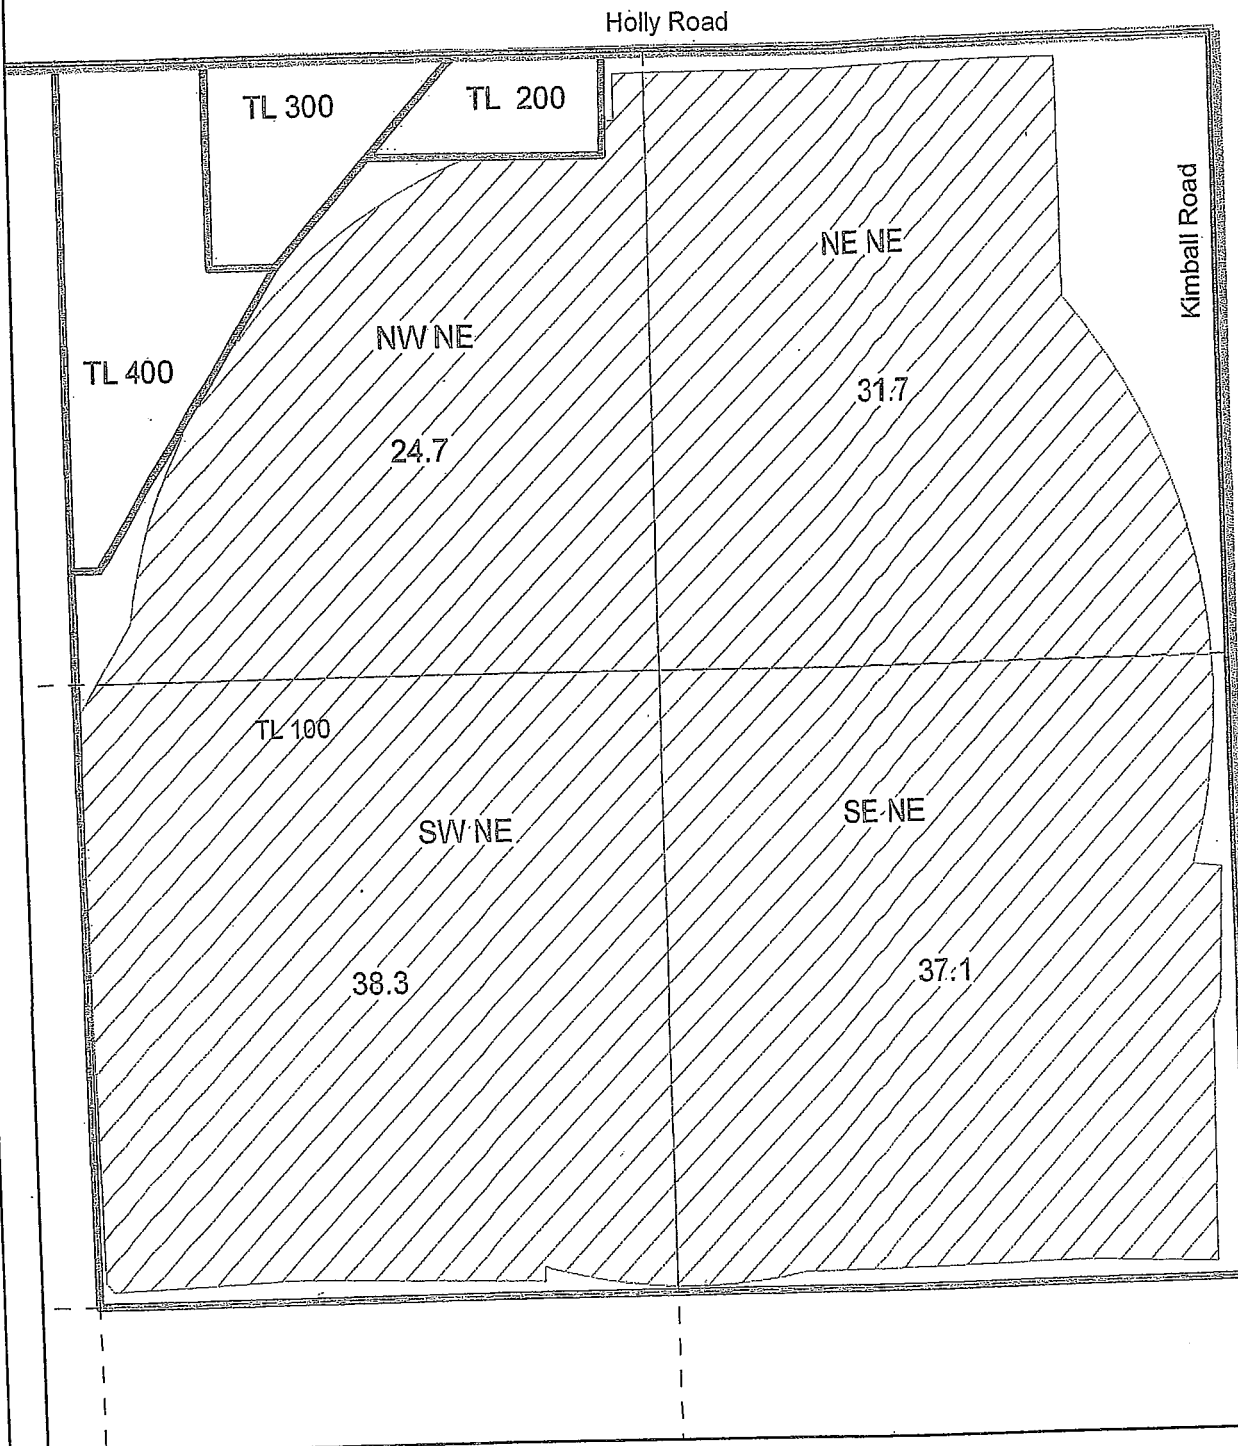 Holly Road
TL 300
TL 200
Kimball Road
NE NE
NW NE
TL 400
31.7
24.7
TL 100
SW NE
SE NE
38.3
37.1